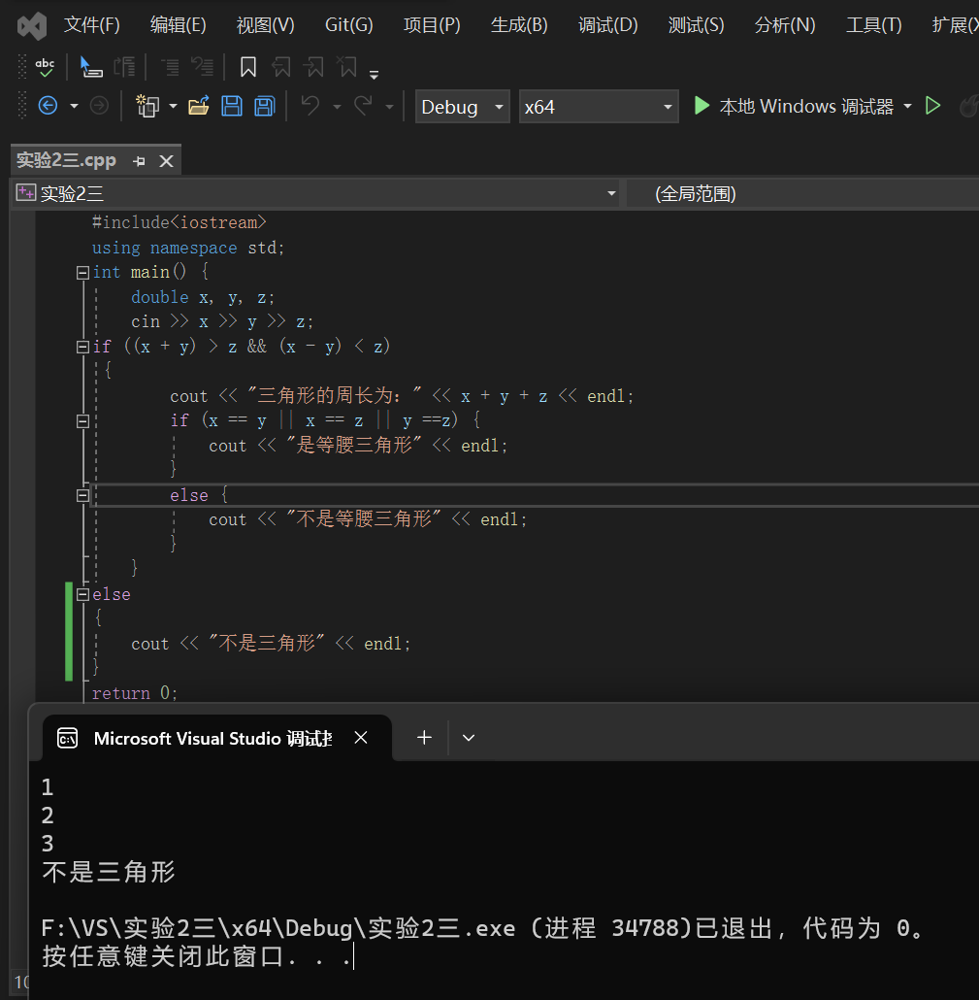 文件(F) 编辑(E) 视图(V) Git(G) 项目(P) 生成(B) 调试(D) 测试(S) 分析(N) 工具(T) 扩展(X
abc
Debug x64 本地 Windows 调试器
实验2三.cpp
实验2三 (全局范围)
#include<iostream>
using namespace std;
int main() {
double x, y, z;
cin >> x >> y >> z;
if ((x + y) > z && (x - y) < z)
{
cout << "三角形的周长为：" << x + y + z << endl;
if (x == y || x == z || y ==z) {
cout << "是等腰三角形" << endl;
}
else {
cout << "不是等腰三角形" << endl;
}
}
else
{
cout << "不是三角形" << endl;
}
return 0;
Microsoft Visual Studio 调试
1
2
3
不是三角形
F:\VS\实验2三\x64\Debug\实验2三.exe (进程 34788)已退出，代码为 0。
按任意键关闭此窗口. . .
10